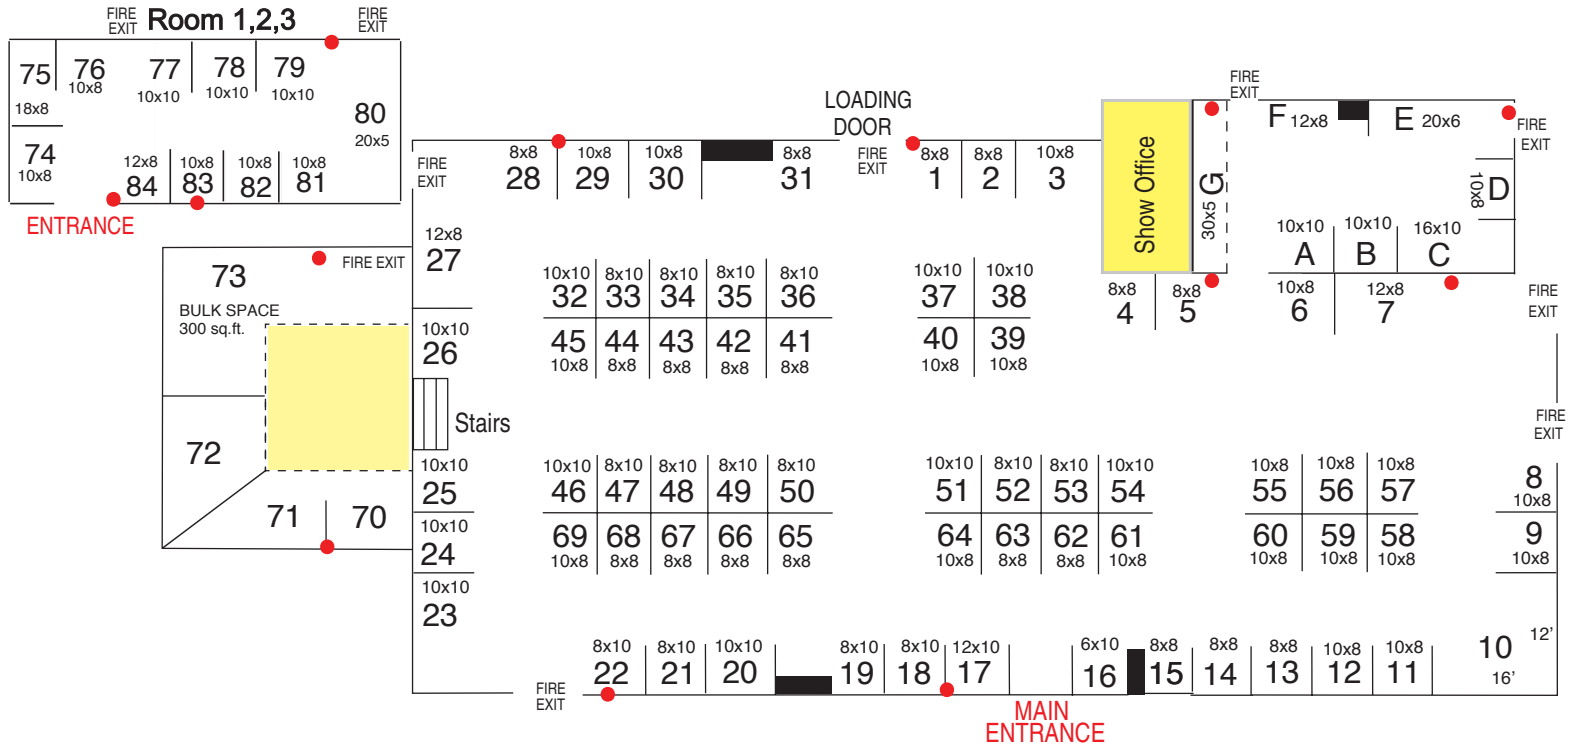 FIRE
EXIT
Room 1,2,3
FIRE
EXIT
75
18x8
76
10x8
77
10x10
78
10x10
79
10x10
80
20x5
74
10x8
12x8
84
10x8
83
10x8
82
10x8
81
ENTRANCE
LOADING
DOOR
FIRE
EXIT
FIRE
EXIT
8x8
28
10x8
29
10x8
30
8x8
31
8x8
1
8x8
2
10x8
3
Show Office
30x5 G
FIRE
EXIT
F 12x8
E 20x6
FIRE
EXIT
D
10x8
10x10
A
10x10
B
16x10
C
8x8
4
8x8
5
10x8
6
12x8
7
FIRE
EXIT
FIRE
EXIT
73
FIRE EXIT
BULK SPACE
300 sq.ft.
72
71
70
12x8
27
10x10
26
Stairs
10x10
25
10x10
24
10x10
23
10x10
32
8x10
33
8x10
34
8x10
35
8x10
36
45
10x8
44
8x8
43
8x8
42
8x8
41
8x8
10x10
37
10x10
38
40
10x8
39
10x8
10x10
46
8x10
47
8x10
48
8x10
49
8x10
50
69
10x8
68
8x8
67
8x8
66
8x8
65
8x8
10x10
51
8x10
52
8x10
53
10x10
54
64
10x8
63
8x8
62
8x8
61
10x8
10x8
55
10x8
56
10x8
57
60
10x8
59
10x8
58
10x8
8
10x8
9
10x8
10
12'
16'
FIRE
EXIT
8x10
22
8x10
21
10x10
20
8x10
19
8x10
18
12x10
17
6x10
16
8x8
15
8x8
14
8x8
13
10x8
12
10x8
11
MAIN
ENTRANCE